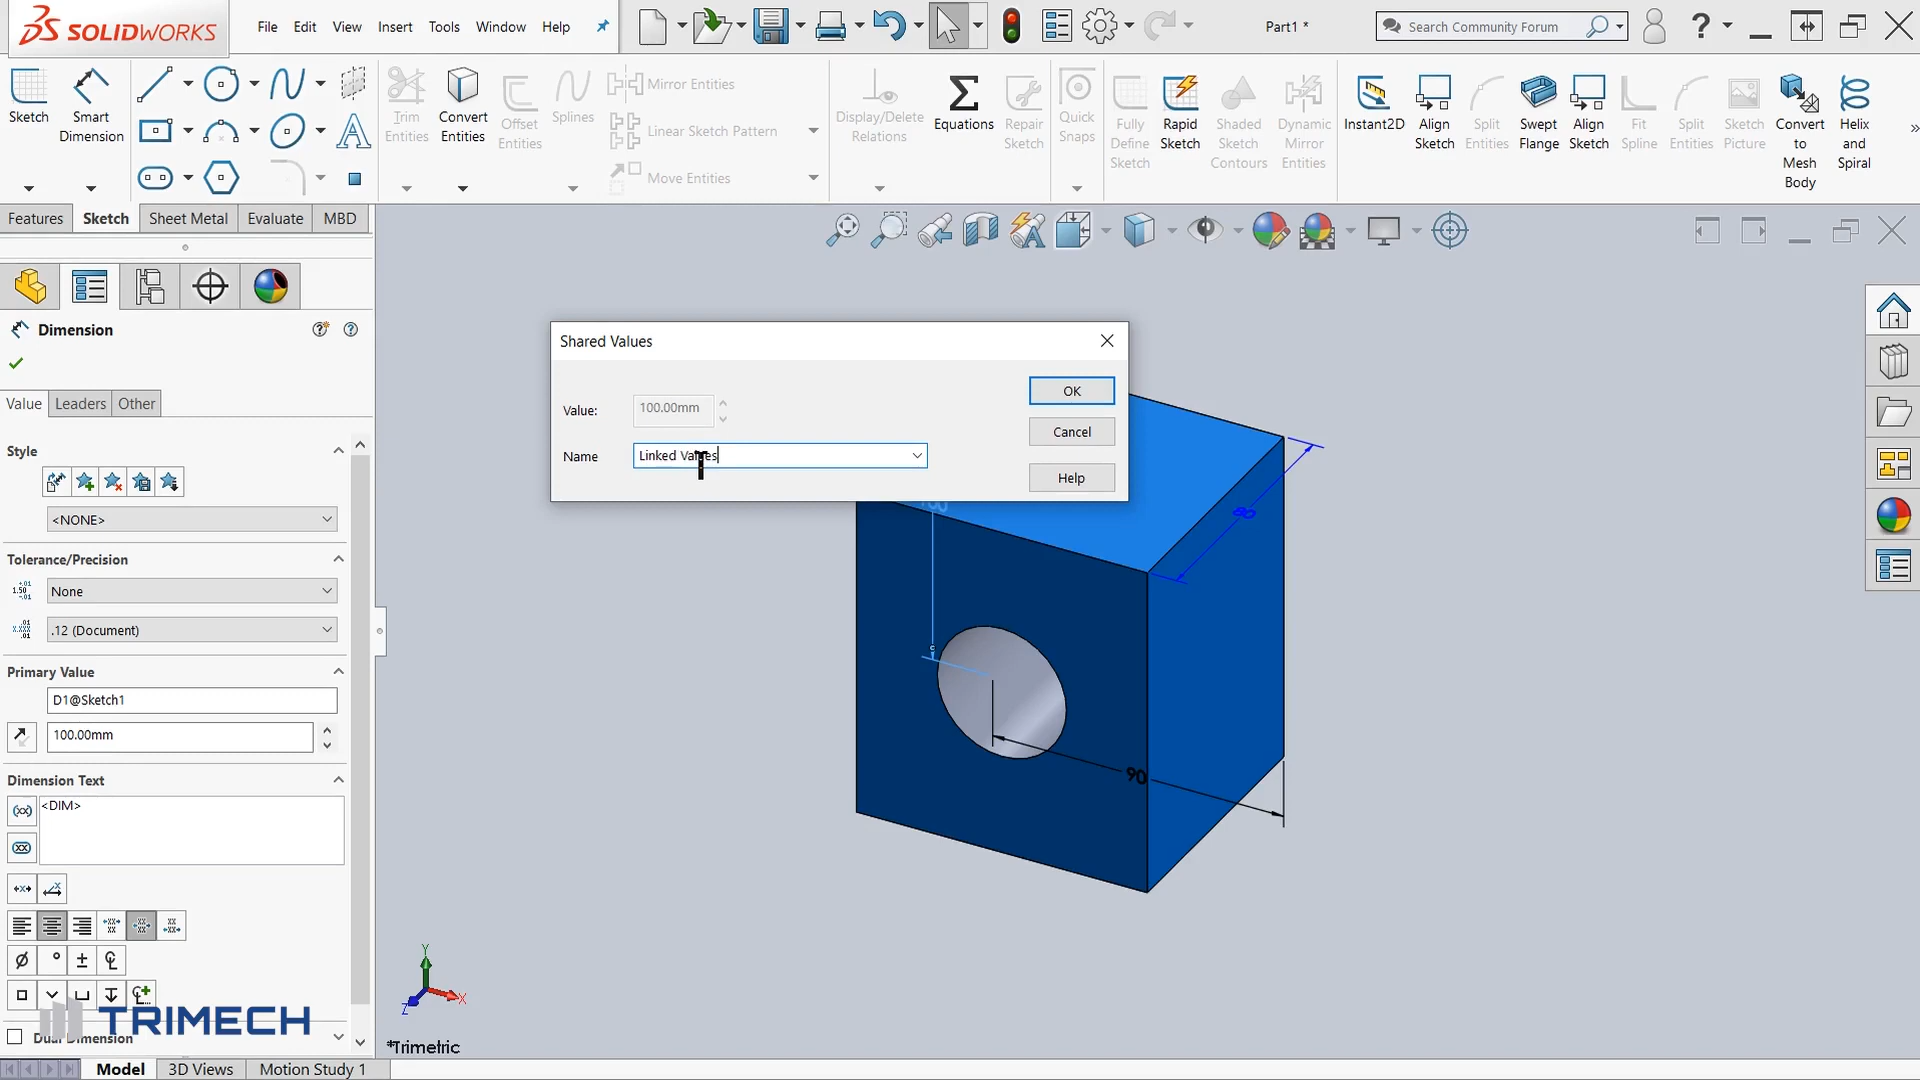 SOLIDWORKS
File Edit View Insert Tools Window Help
Part1 *
Search Community Forum
Sketch
Smart Dimension
Trim Entities
Convert Entities
Offset Entities
Splines
Mirror Entities
Linear Sketch Pattern
Move Entities
Display/Delete Relations
Equations
Repair Sketch
Quick Snaps
Fully Define Sketch
Rapid Sketch
Shaded Sketch Contours
Dynamic Mirror Entities
Instant2D
Align Sketch
Split Entities
Swept Flange
Align Sketch
Fit Spline
Split Entities
Sketch Picture
Convert to Mesh Body
Helix and Spiral
Features Sketch Sheet Metal Evaluate MBD
Dimension
Value Leaders Other
Style
<NONE>
Tolerance/Precision
None
.12 (Document)
Primary Value
D1@Sketch1
100.00mm
Dimension Text
<DIM>
Dual Dimension
TRIMECH
Shared Values
Value: 100.00mm
Name Linked Values
OK
Cancel
Help
90
*Trimetric
Y
X
Z
Model 3D Views Motion Study 1